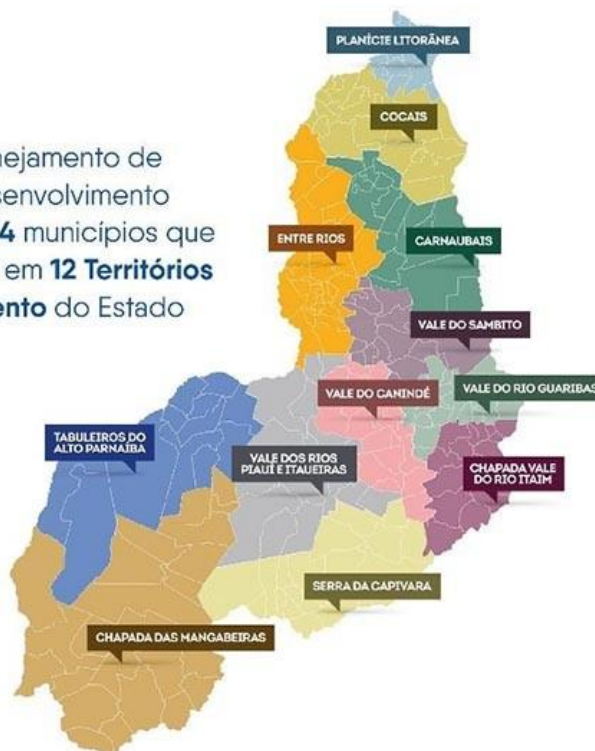 nejamento de
senvolvimento
4 municípios que
em 12 Territórios
ento do Estado
PLANÍCIE LITORÂNEA
COCAIS
ENTRE RIOS
CARNAUBAIS
VALE DO SAMBITO
VALE DO CANINDÉ
VALE DO RIO GUARIBAS
TABULEIROS DO
ALTO PARNAÍBA
VALE DOS RIOS
PIAUÍ E ITAUEIRAS
CHAPADA VALE
DO RIO ITAIM
SERRA DA CAPIVARA
CHAPADA DAS MANGABEIRAS